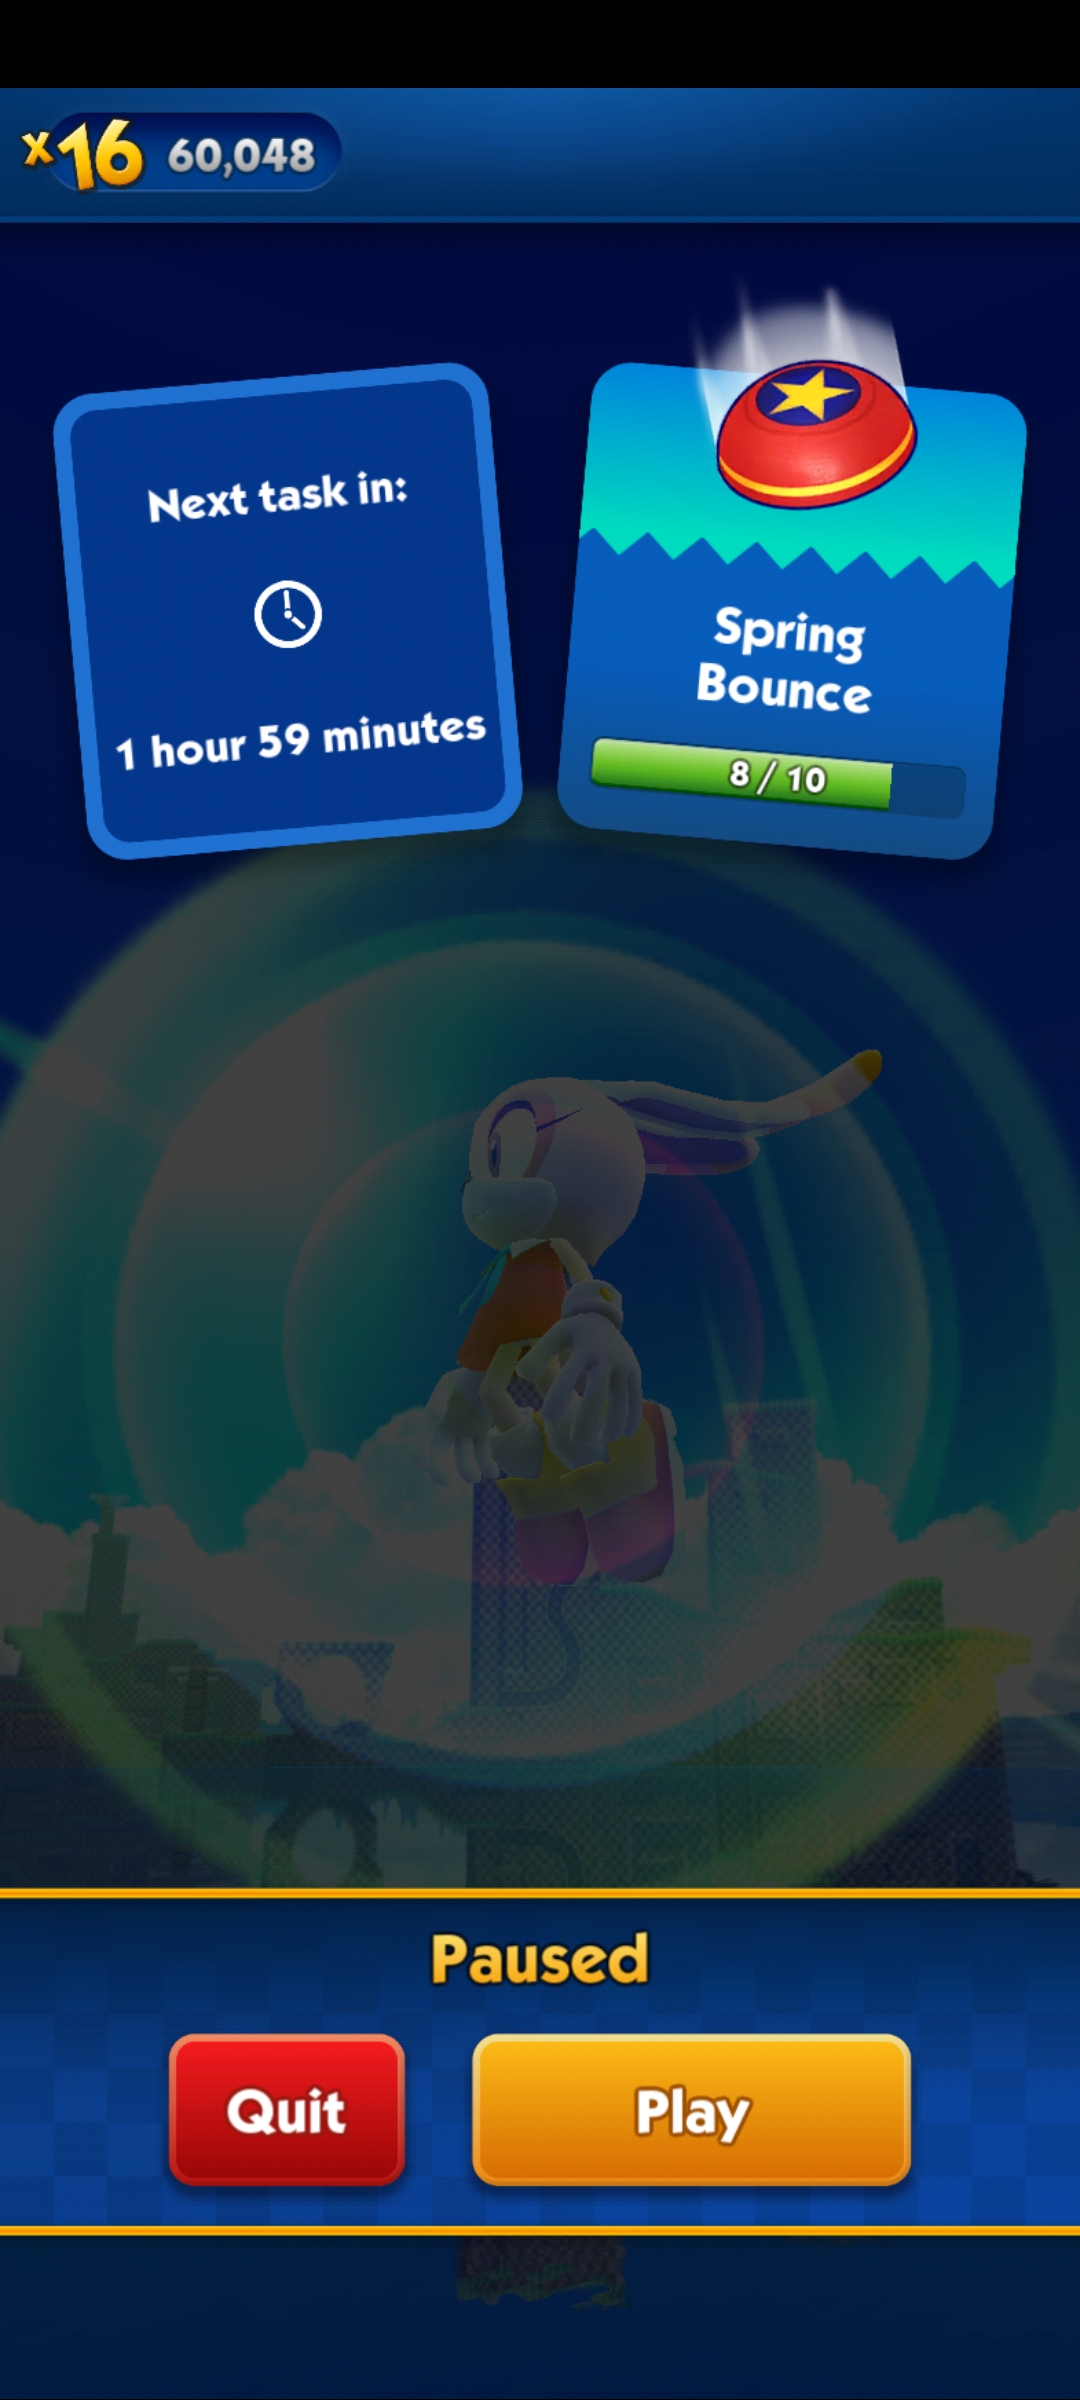 x16 60,048
Next task in:
1 hour 59 minutes
Spring
Bounce
8 / 10
Paused
Quit
Play